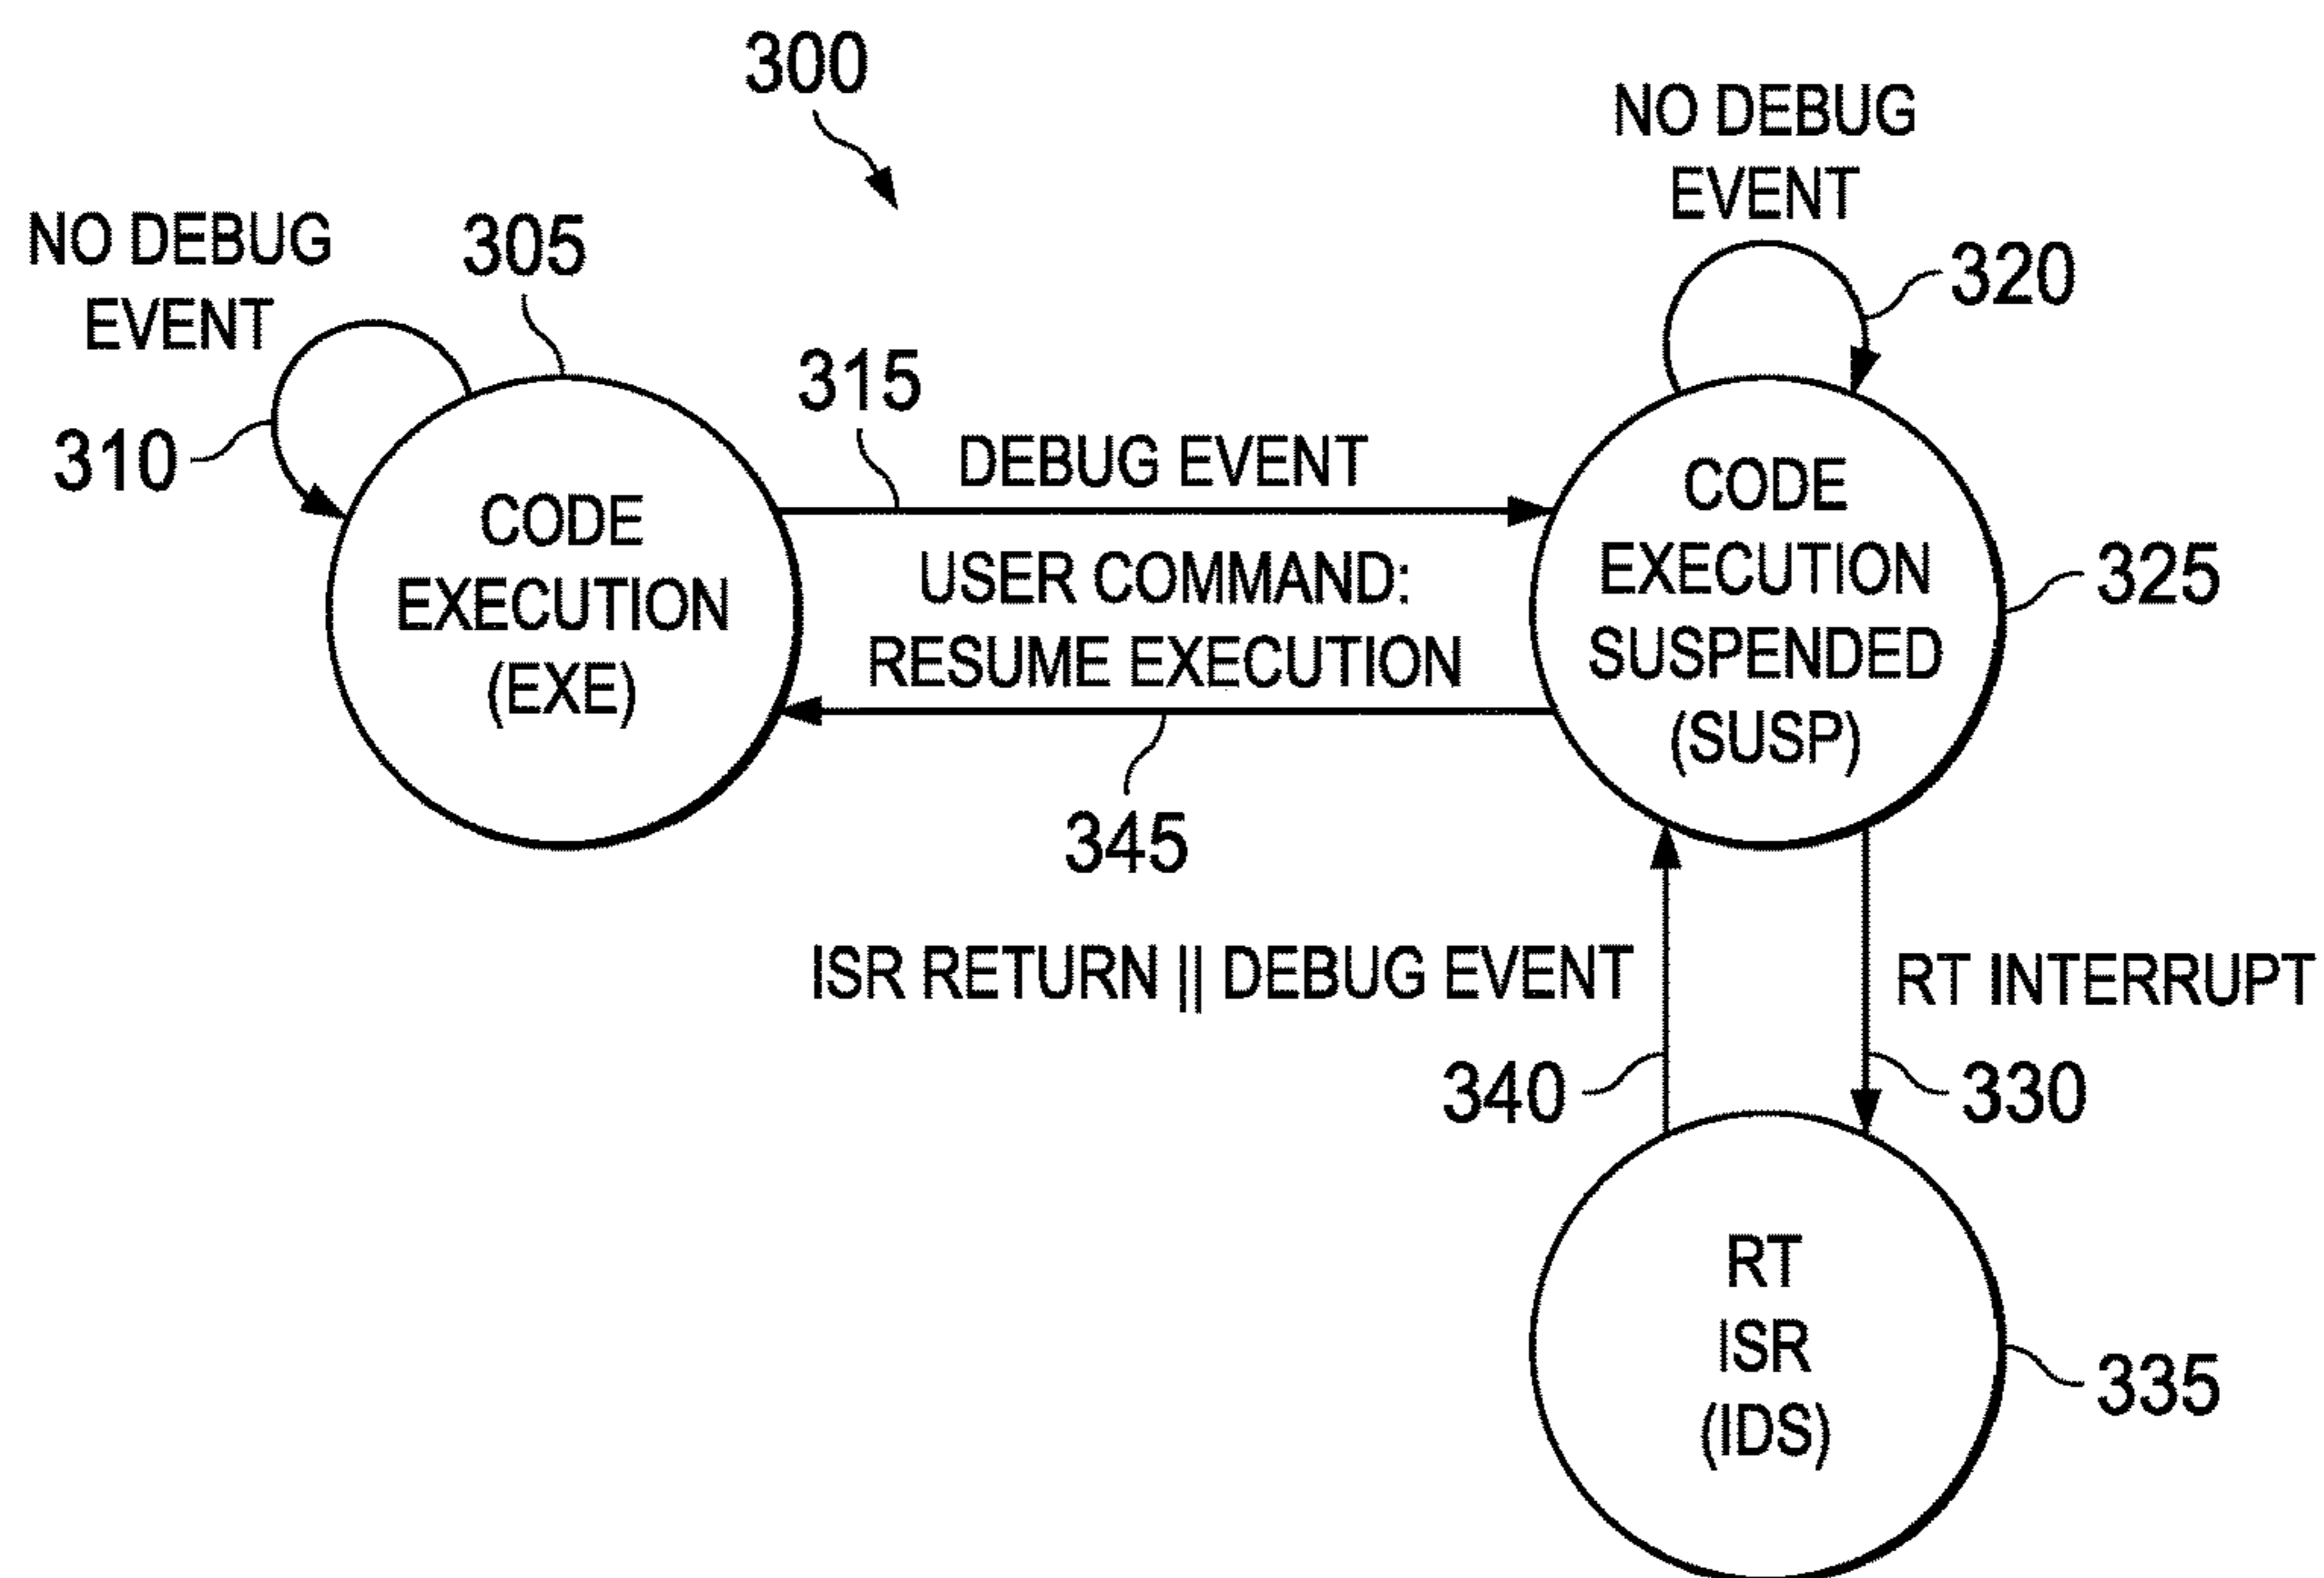 300
NO DEBUG
EVENT
320
NO DEBUG
EVENT
305
310
315
DEBUG EVENT
CODE
EXECUTION
(EXE)
USER COMMAND:
RESUME EXECUTION
345
CODE
EXECUTION
SUSPENDED
(SUSP)
325
ISR RETURN || DEBUG EVENT
RT INTERRUPT
340
330
RT
ISR
(IDS)
335